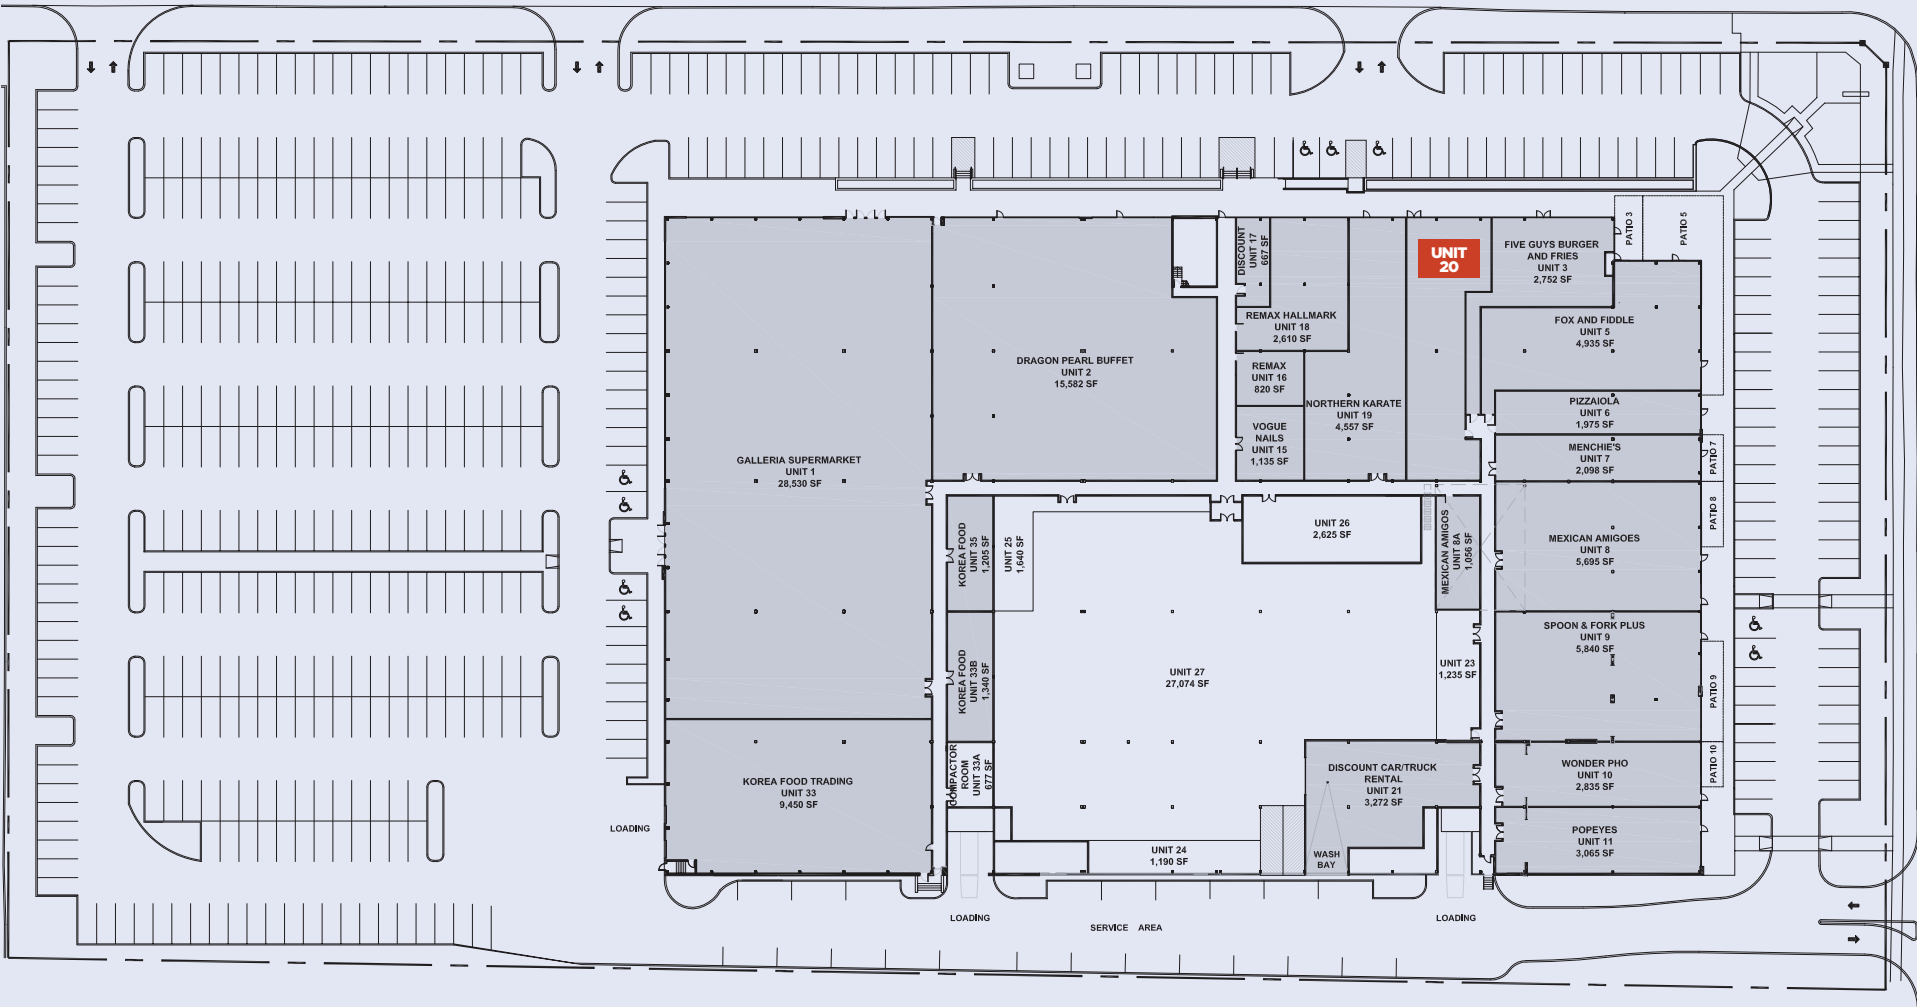 PATIO 3
PATIO 5
DISCOUNT
UNIT 17
667 SF
UNIT
20
FIVE GUYS BURGER
AND FRIES
UNIT 3
2,752 SF
REMAX HALLMARK
UNIT 18
2,610 SF
FOX AND FIDDLE
UNIT 5
4,935 SF
DRAGON PEARL BUFFET
UNIT 2
15,582 SF
REMAX
UNIT 16
820 SF
NORTHERN KARATE
UNIT 19
4,557 SF
PIZZAIOLA
UNIT 6
1,975 SF
VOGUE
NAILS
UNIT 15
1,135 SF
MENCHIE'S
UNIT 7
2,098 SF
PATIO 7
GALLERIA SUPERMARKET
UNIT 1
28,530 SF
PATIO 8
KOREA FOOD
UNIT 35
1,205 SF
UNIT 25
1,640 SF
UNIT 26
2,625 SF
MEXICAN AMIGOS
UNIT 8A
1,056 SF
MEXICAN AMIGOES
UNIT 8
5,695 SF
SPOON & FORK PLUS
UNIT 9
5,840 SF
KOREA FOOD
UNIT 33B
1,340 SF
UNIT 27
27,074 SF
UNIT 23
1,235 SF
PATIO 9
COMPACTOR
ROOM
UNIT 33A
677 SF
KOREA FOOD TRADING
UNIT 33
9,450 SF
DISCOUNT CAR/TRUCK
RENTAL
UNIT 21
3,272 SF
WONDER PHO
UNIT 10
2,835 SF
PATIO 10
LOADING
POPEYES
UNIT 11
3,065 SF
UNIT 24
1,190 SF
WASH
BAY
LOADING
SERVICE AREA
LOADING